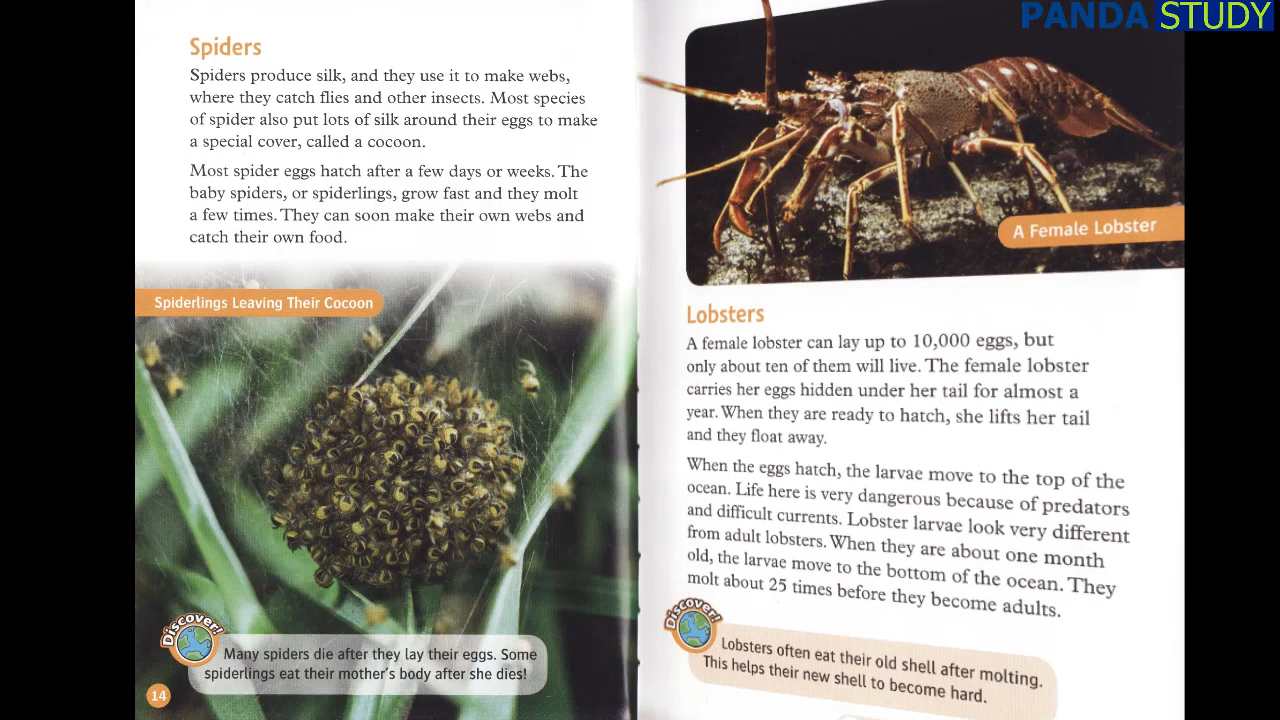 PANDA STUDY
Spiders
Spiders produce silk, and they use it to make webs,
where they catch flies and other insects. Most species
of spider also put lots of silk around their eggs to make
a special cover, called a cocoon.
Most spider eggs hatch after a few days or weeks. The
baby spiders, or spiderlings, grow fast and they molt
a few times. They can soon make their own webs and
catch their own food.
Spiderlings Leaving Their Cocoon
Discover!
Many spiders die after they lay their eggs. Some
spiderlings eat their mother's body after she dies!
14
A Female Lobster
Lobsters
A female lobster can lay up to 10,000 eggs, but
only about ten of them will live. The female lobster
carries her eggs hidden under her tail for almost a
year. When they are ready to hatch, she lifts her tail
and they float away.
When the eggs hatch, the larvae move to the top of the
ocean. Life here is very dangerous because of predators
and difficult currents. Lobster larvae look very different
from adult lobsters. When they are about one month
old, the larvae move to the bottom of the ocean. They
molt about 25 times before they become adults.
Discover!
Lobsters often eat their old shell after molting.
This helps their new shell to become hard.